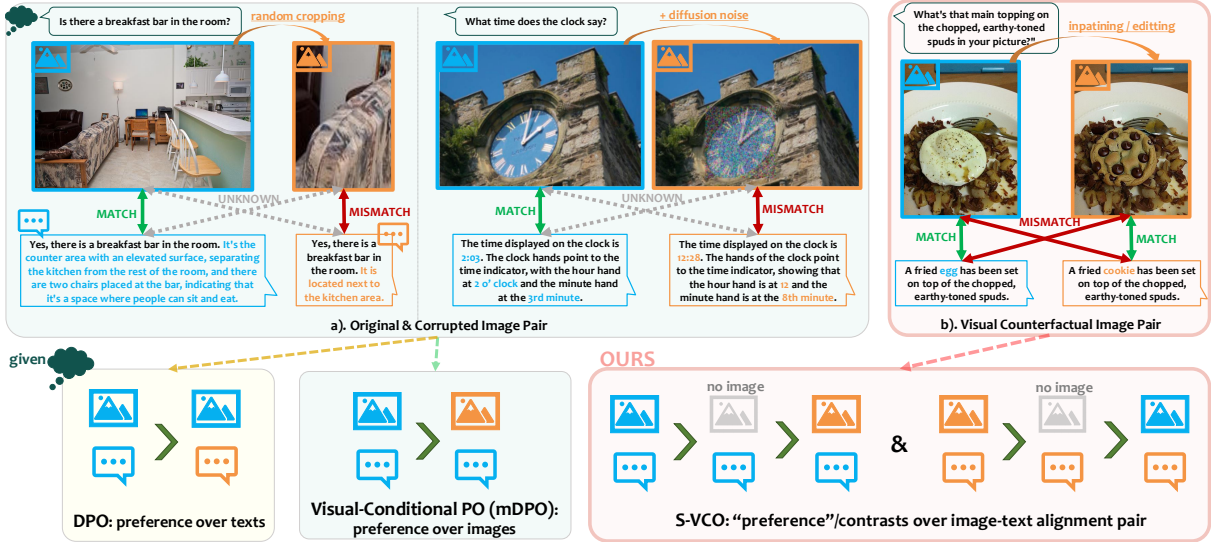 Is there a breakfast bar in the room?
random cropping
What time does the clock say?
+ diffusion noise
What's that main topping on
the chopped, earthy-toned
spuds in your picture?"
inpatining / editting
UNKNOWN
MATCH
MISMATCH
MATCH
MISMATCH
MISMATCH
MATCH
MATCH
Yes, there is a breakfast bar in the room. It's the
counter area with an elevated surface, separating
the kitchen from the rest of the room, and there
are two chairs placed at the bar, indicating that
it's a space where people can sit and eat.
Yes, there is a
breakfast bar in
the room. It is
located next to
the kitchen area.
The time displayed on the clock is
2:03. The clock hands point to the
time indicator, with the hour hand
at 2 o' clock and the minute hand
at the 3rd minute.
The time displayed on the clock is
12:28. The hands of the clock point
to the time indicator, showing that
the hour hand is at 12 and the
minute hand is at the 8th minute.
A fried egg has been set
on top of the chopped,
earthy-toned spuds.
A fried cookie has been set
on top of the chopped,
earthy-toned spuds.
a). Original & Corrupted Image Pair
b). Visual Counterfactual Image Pair
given
OURS
no image
no image
&
DPO: preference over texts
Visual-Conditional PO (mDPO):
preference over images
S-VCO: “preference”/contrasts over image-text alignment pair